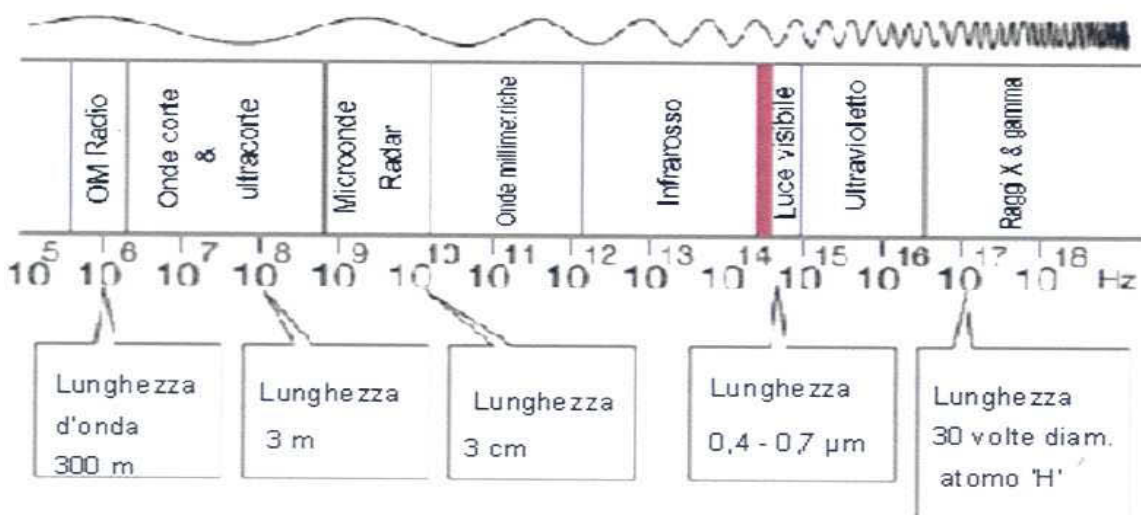 OM Radio
Onde corte
&
ultracorte
Microonde
Radar
Onde millimetriche
Infrarosso
Luce visibile
Ultravioletto
Raggi X & gamma
10^5 10^6 10^7 10^8 10^9 10^10 10^11 10^12 10^13 10^14 10^15 10^16 10^17 10^18 Hz
Lunghezza
d'onda
300 m
Lunghezza
3 m
Lunghezza
3 cm
Lunghezza
0,4 - 0,7 µm
Lunghezza
30 volte diam.
atomo 'H'